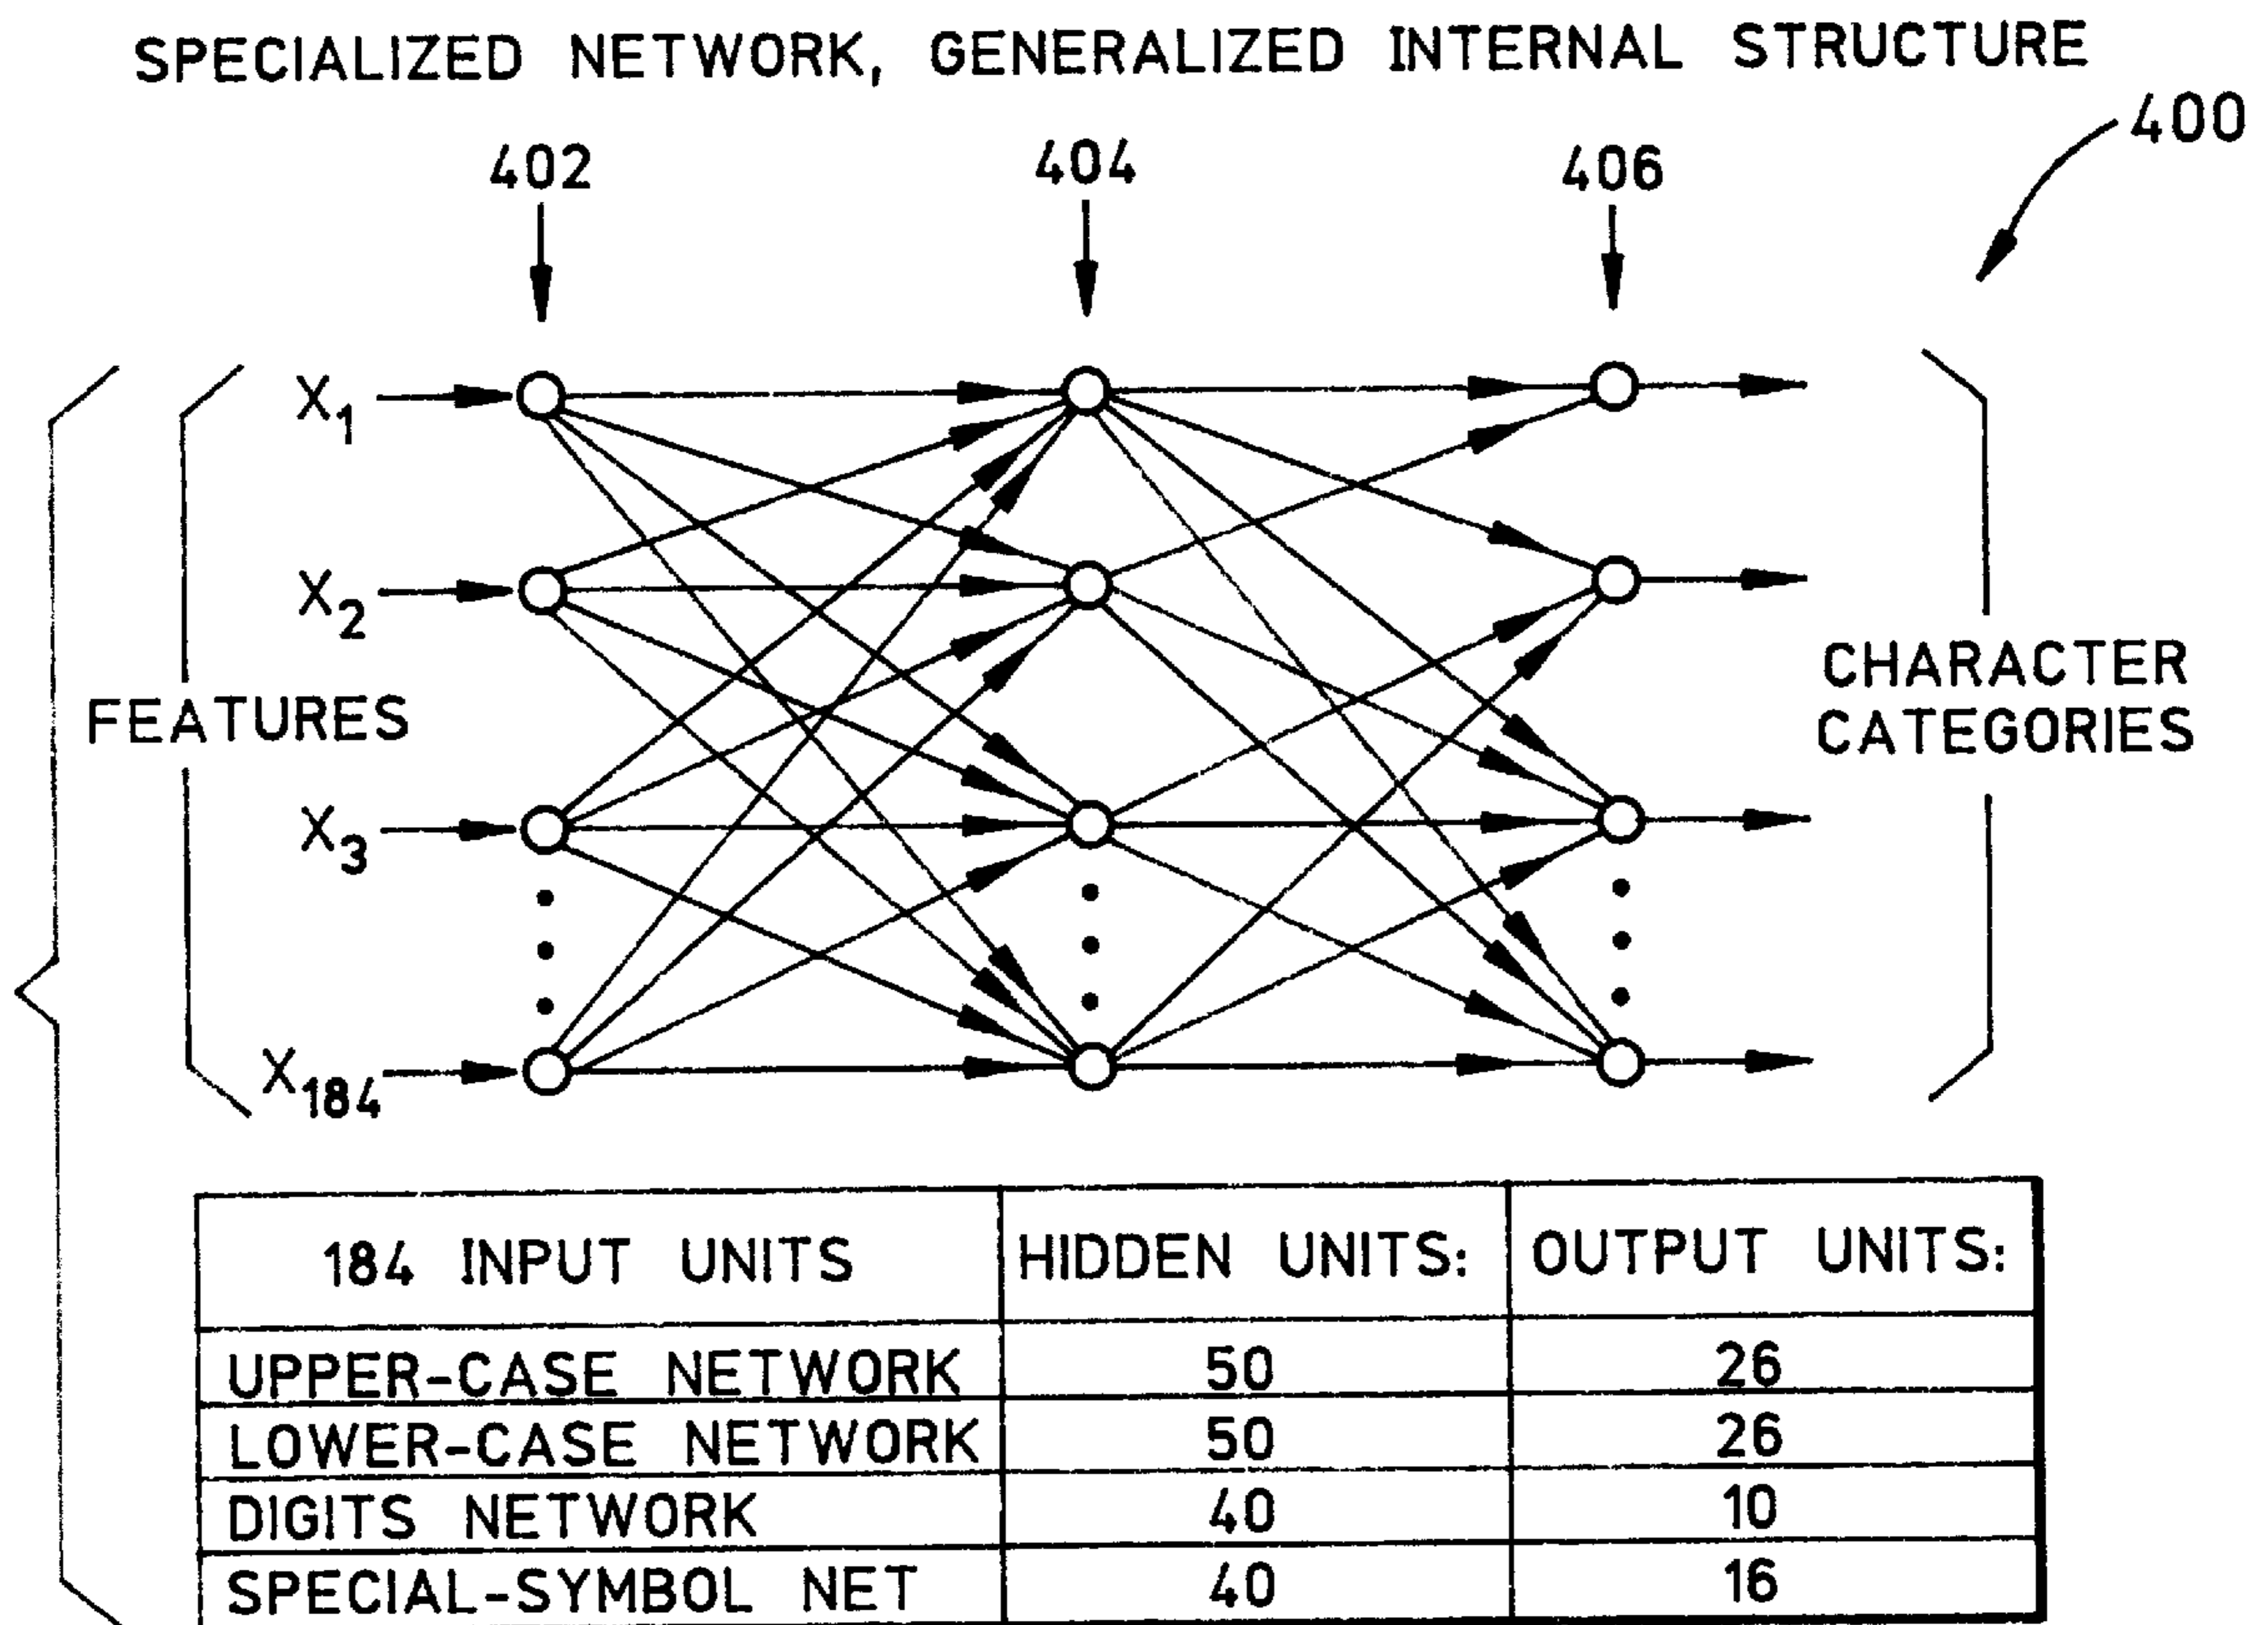 SPECIALIZED NETWORK, GENERALIZED INTERNAL STRUCTURE
400
402 404 406
X1
X2
FEATURES
CHARACTER
CATEGORIES
X3
X184
184 INPUT UNITS HIDDEN UNITS: OUTPUT UNITS:
UPPER-CASE NETWORK 50 26
LOWER-CASE NETWORK 50 26
DIGITS NETWORK 40 10
SPECIAL-SYMBOL NET 40 16